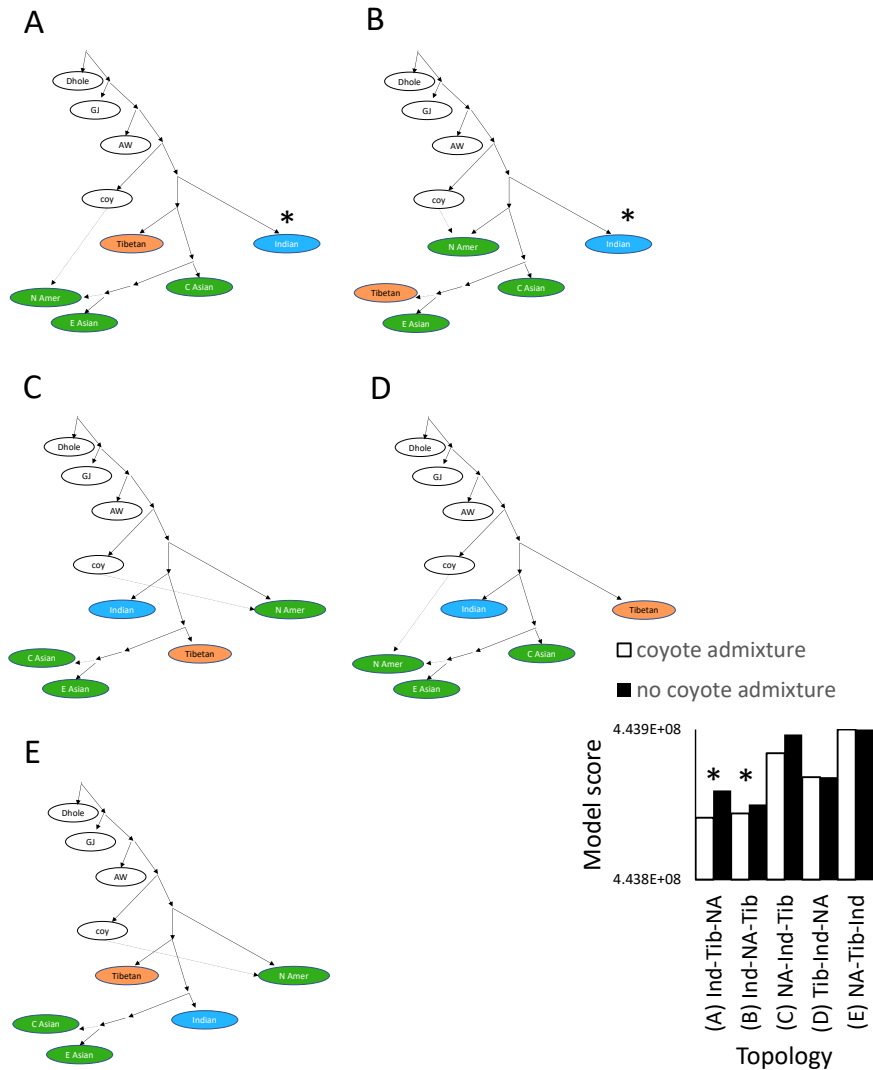 A
Dhole
GJ
AW
coy
*
Tibetan
Indian
C Asian
N Amer
E Asian
B
Dhole
GJ
AW
coy
*
N Amer
Indian
Tibetan
C Asian
E Asian
C
Dhole
GJ
AW
coy
Indian
N Amer
C Asian
Tibetan
E Asian
D
Dhole
GJ
AW
coy
Indian
Tibetan
C Asian
N Amer
E Asian
E
Dhole
GJ
AW
coy
Tibetan
N Amer
C Asian
Indian
E Asian
coyote admixture
no coyote admixture
4.439E+08
* *
Model score
4.438E+08
(A) Ind-Tib-NA
(B) Ind-NA-Tib
(C) NA-Ind-Tib
(D) Tib-Ind-NA
(E) NA-Tib-Ind
Topology